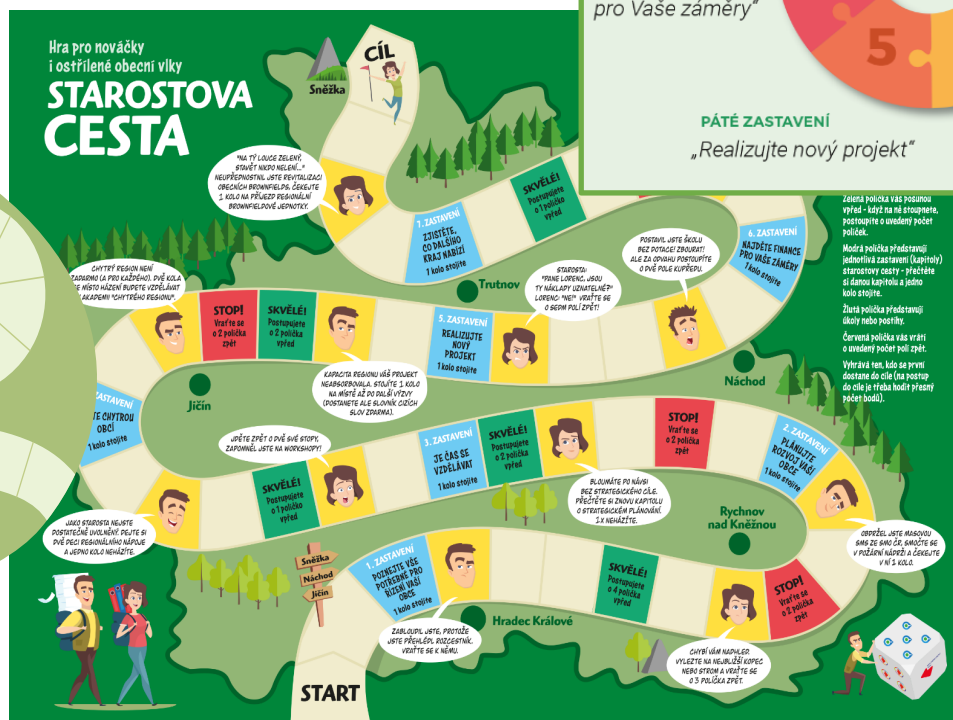 pro Vaše záměry“
5
PÁTÉ ZASTAVENÍ
„Realizujte nový projekt“
Hra pro nováčky
i ostřílené obecní vlky
STAROSTOVA
CESTA
Sněžka
CÍL
"NA TÝ LOUCE ZELENÝ,
STAVĚT NIKDO NELENÍ..."
NEUPŘEDNOSTNIL JSTE REVITALIZACI
OBECNÍCH BROWNFIELDS, ČEKEJTE
1 KOLO NA PŘÍJEZD REGIONÁLNÍ
BROWNFIELDOVÉ JEDNOTKY.
7. ZASTAVENÍ
ZJISTĚTE,
CO DALŠÍHO
KRAJ NABÍZÍ
1 kolo stojíte
SKVĚLÉ!
Postupujete
o 1 políčko
vpřed
6. ZASTAVENÍ
NAJDĚTE FINANCE
PRO VAŠE ZÁMĚRY
1 kolo stojíte
Zelená políčka vás posunou
vpřed - když na ně stoupnete,
postoupíte o uvedený počet
políček.
Modrá políčka představují
jednotlivá zastavení (kapitoly)
starostovy cesty - přečtěte
si danou kapitolu a jedno
kolo stojíte.
Žlutá políčka představují
úkoly nebo postihy.
Červená políčka vás vrátí
o uvedený počet polí zpět.
Vyhrává ten, kdo se první
dostane do cíle (na postup
do cíle je třeba hodit přesný
počet bodů).
POSTAVIL JSTE ŠKOLU
BEZ DOTACE! ZBOURAT!
ALE ZA ODVAHU POSTOUPÍTE
O DVĚ POLE KUPŘEDU.
Trutnov
STAROSTA:
"PANE LORENC, JSOU
TY NÁKLADY UZNATELNÉ?"
LORENC: "NE!" VRAŤTE SE
O SEDM POLÍ ZPĚT!
CHYTRÝ REGION NENÍ
ZADARMO (A PRO KAŽDÉHO). DVĚ KOLA
SE MÍSTO HÁZENÍ BUDETE VZDĚLÁVAT
AKADEMII "CHYTRÉHO REGIONU".
STOP!
Vraťte se
o 2 políčka
zpět
SKVĚLÉ!
Postupujete
o 2 políčka
vpřed
5. ZASTAVENÍ
REALIZUJTE
NOVÝ
PROJEKT
1 kolo stojíte
KAPACITA REGIONU VÁŠ PROJEKT
NEABSORBOVALA. STOJÍTE 1 KOLO
NA MÍSTĚ AŽ DO DALŠÍ VÝZVY
(DOSTANETE ALE SLOVNÍK CIZÍCH
SLOV ZDARMA).
Náchod
Jičín
ZASTAVENÍ
TE CHYTROU
OBCÍ
1 kolo stojíte
JDĚTE ZPĚT O DVĚ SVÉ STOPY,
ZAPOMNĚL JSTE NA WORKSHOPY!
3. ZASTAVENÍ
JE ČAS SE
VZDĚLÁVAT
1 kolo stojíte
SKVĚLÉ!
Postupujete
o 2 políčka
vpřed
STOP!
Vraťte se
o 2 políčka
zpět
2. ZASTAVENÍ
PLÁNUJTE
ROZVOJ VAŠÍ
OBCE
1 kolo stojíte
SKVĚLÉ!
Postupujete
o 1 políčko
vpřed
BLOUMÁTE PO NÁVSI
BEZ STRATEGICKÉHO CÍLE.
PŘEČTĚTE SI ZNOVU KAPITOLU
O STRATEGICKÉM PLÁNOVÁNÍ.
1X NEHÁZÍTE.
Rychnov
nad Kněžnou
JAKO STAROSTA NEJSTE
DOSTATEČNĚ UVOLNĚNÝ. DEJTE SI
DVĚ DECI REGIONÁLNÍHO NÁPOJE
A JEDNO KOLO NEHÁZÍTE.
OBDRŽEL JSTE MASOVOU
SMS ZE SMO ČR, SMOČTE SE
V POŽÁRNÍ NÁDRŽI A ČEKEJTE
V NÍ 1 KOLO.
Sněžka
Náchod
Jičín
1. ZASTAVENÍ
POZNEJTE VŠE
POTŘEBNÉ PRO
ŘÍZENÍ VAŠÍ
OBCE
1 kolo stojíte
SKVĚLÉ!
Postupujete
o 4 políčka
vpřed
STOP!
Vraťte se
o 2 políčka
zpět
Hradec Králové
ZABLOUDIL JSTE, PROTOŽE
JSTE PŘEHLÉDL ROZCESTNÍK.
VRAŤTE SE K NĚMU.
CHYBÍ VÁM NADHLED.
VYLEZTE NA NEJBLIŽŠÍ KOPEC
NEBO STROM A VRAŤTE SE
O 3 POLÍČKA ZPĚT.
START